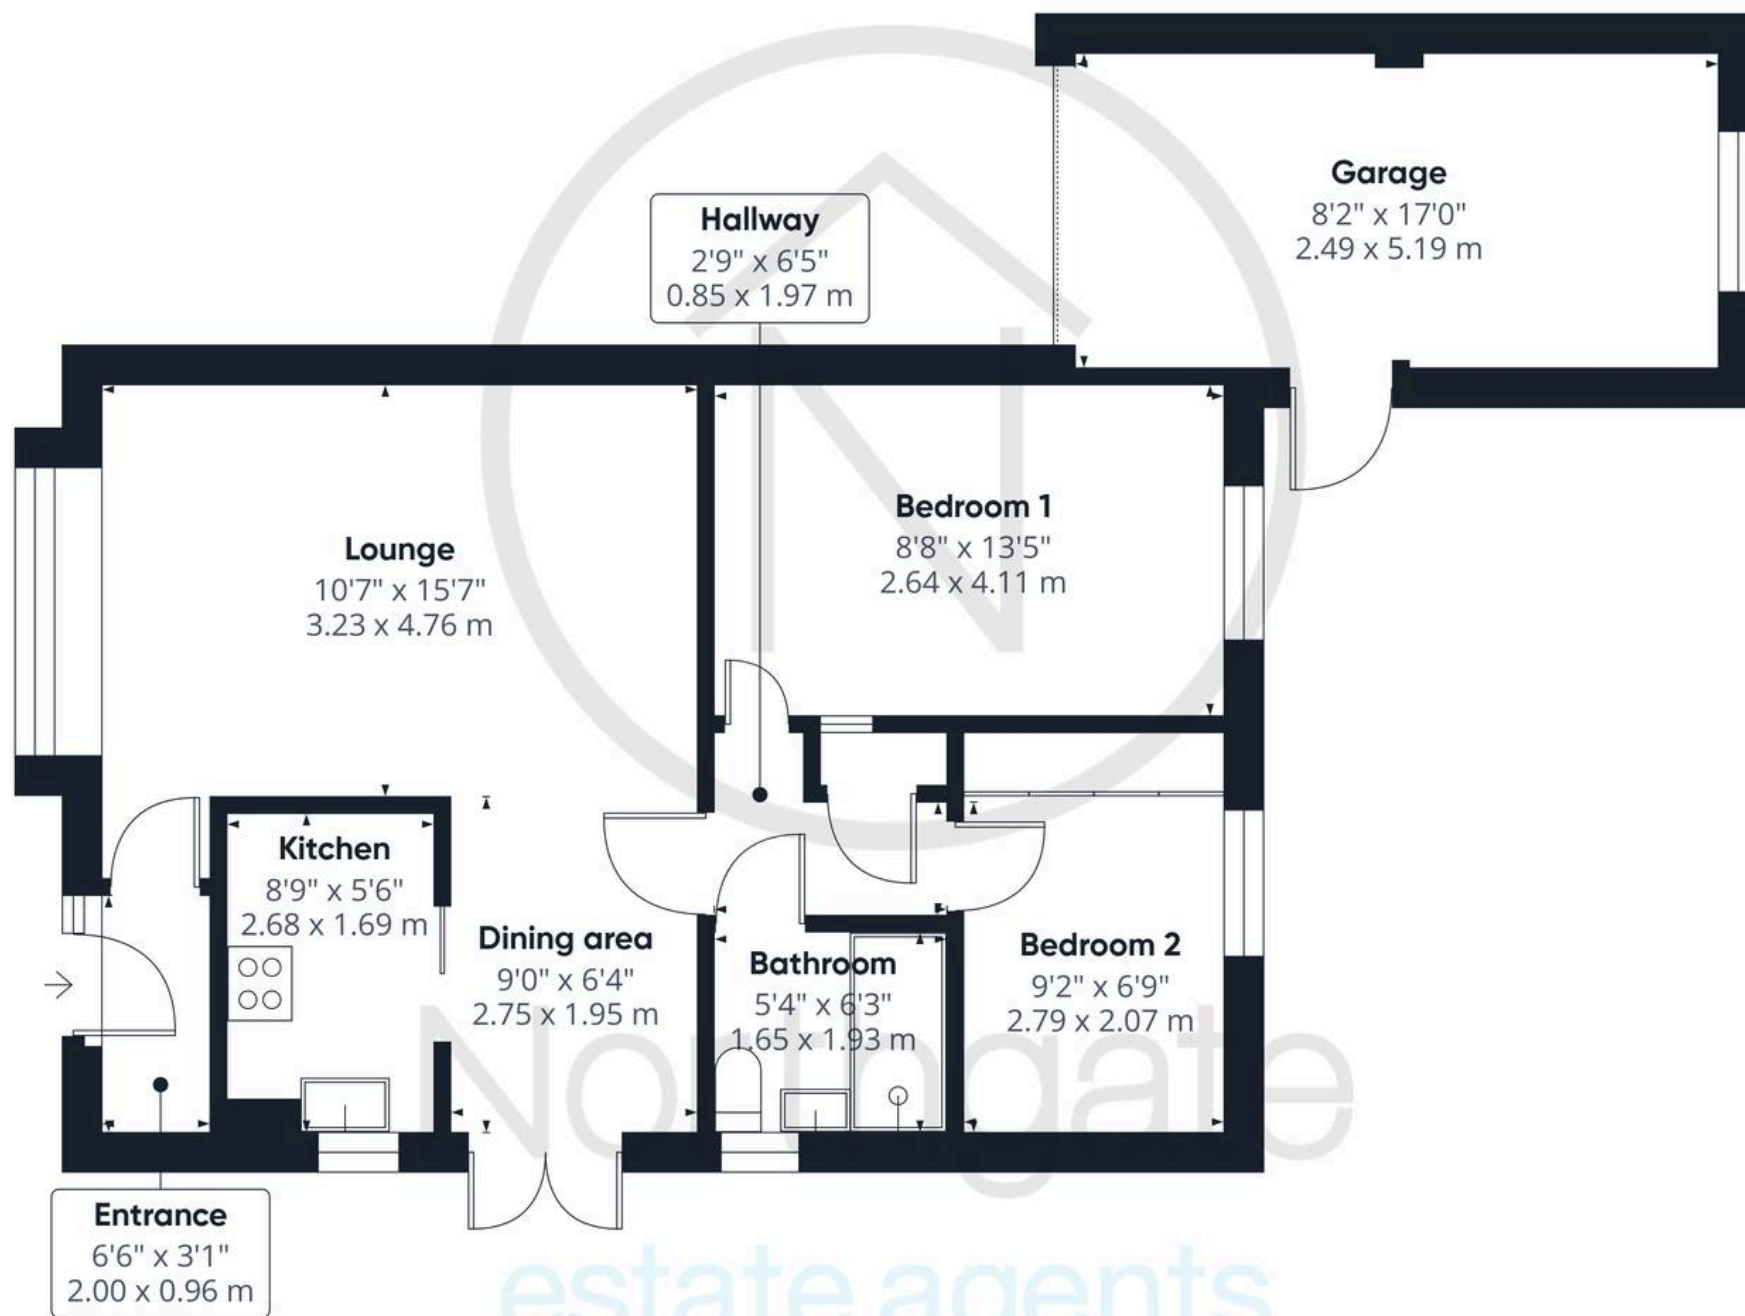 Garage
8'2" x 17'0"
2.49 x 5.19 m
Hallway
2'9" x 6'5"
0.85 x 1.97 m
Lounge
10'7" x 15'7"
3.23 x 4.76 m
Bedroom 1
8'8" x 13'5"
2.64 x 4.11 m
Kitchen
8'9" x 5'6"
2.68 x 1.69 m
Dining area
9'0" x 6'4"
2.75 x 1.95 m
Bathroom
5'4" x 6'3"
1.65 x 1.93 m
Bedroom 2
9'2" x 6'9"
2.79 x 2.07 m
Entrance
6'6" x 3'1"
2.00 x 0.96 m
N
Northgate
estate agents